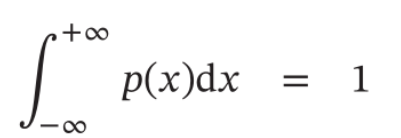 ∫_{-∞}^{+∞} p(x)dx = 1